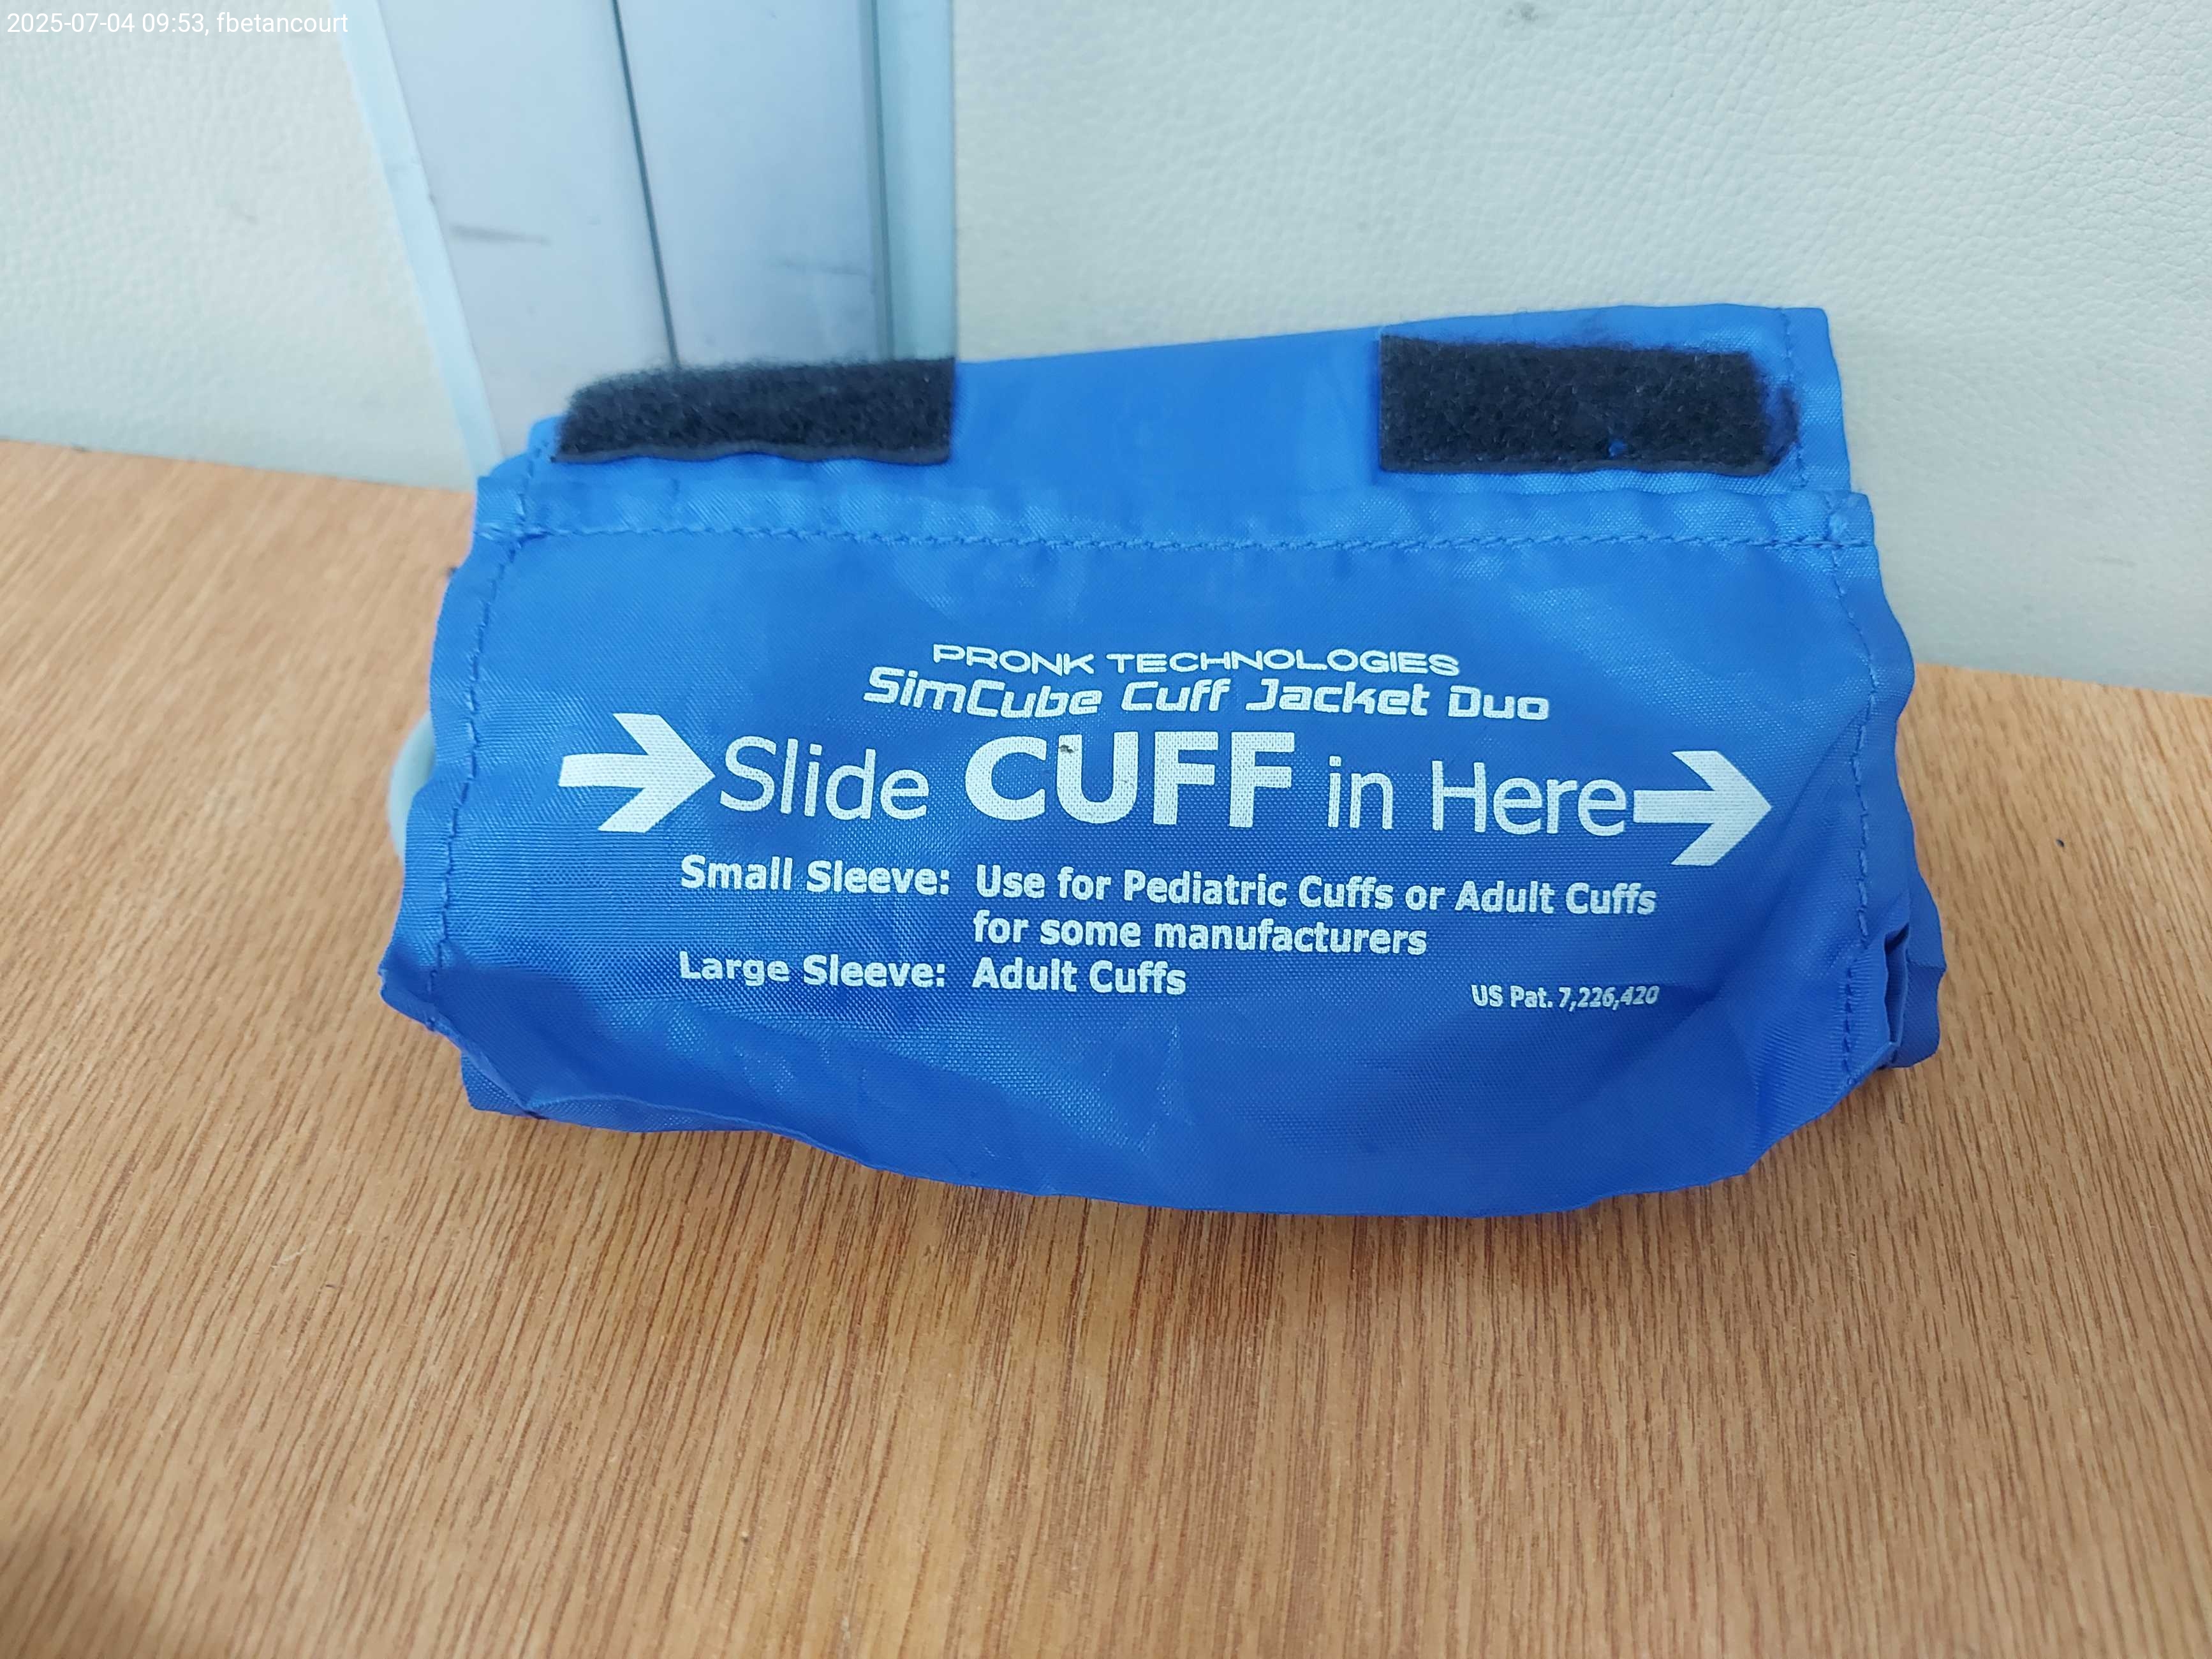 2025-07-04 09:53, fbetancourt
PRONK TECHNOLOGIES
SimCube Cuff Jacket Duo
Slide CUFF in Here
Small Sleeve: Use for Pediatric Cuffs or Adult Cuffs
for some manufacturers
Large Sleeve: Adult Cuffs
US Pat. 7,226,420